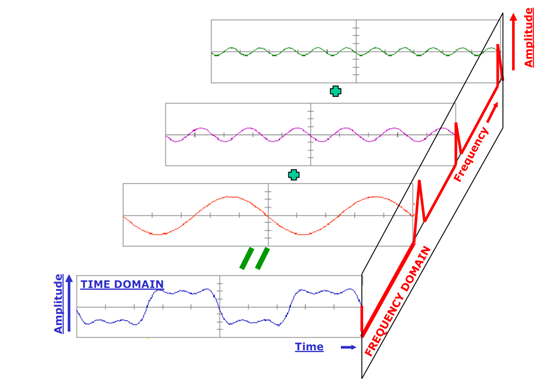 Amplitude
Frequency
TIME DOMAIN
Amplitude
FREQUENCY DOMAIN
Time